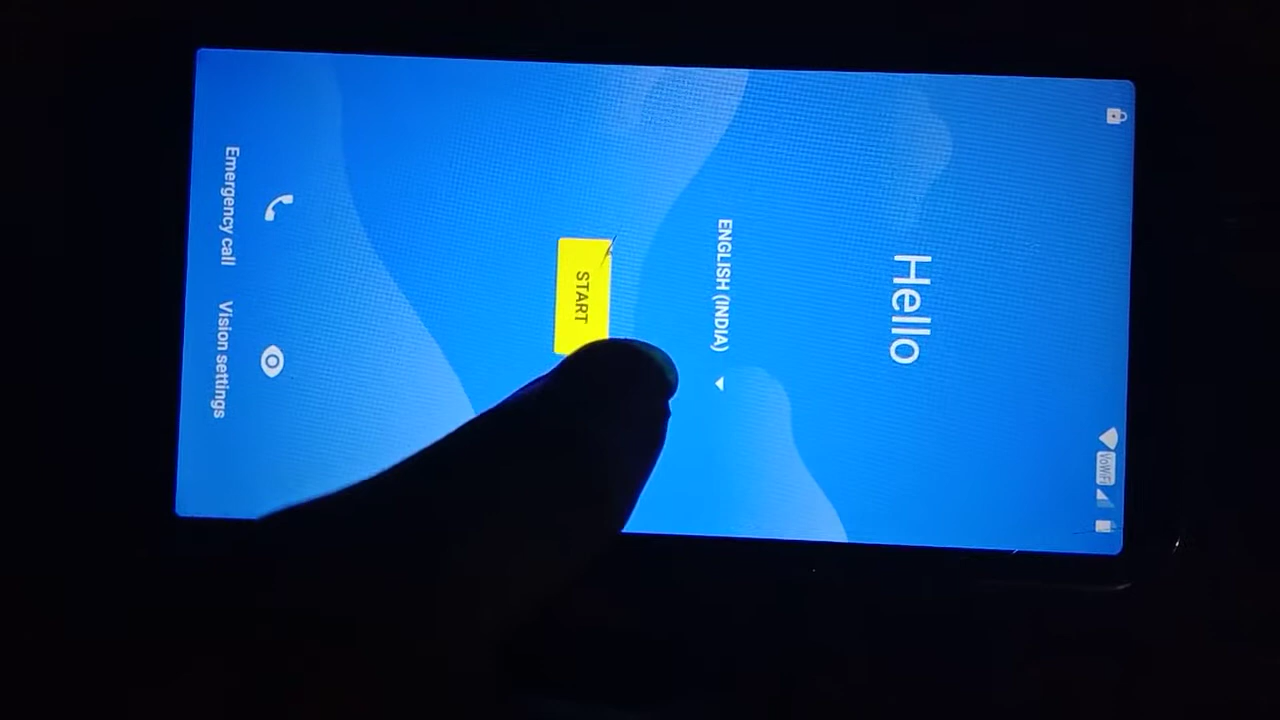 VoWiFi
Hello
ENGLISH (INDIA)
START
Emergency call
Vision settings